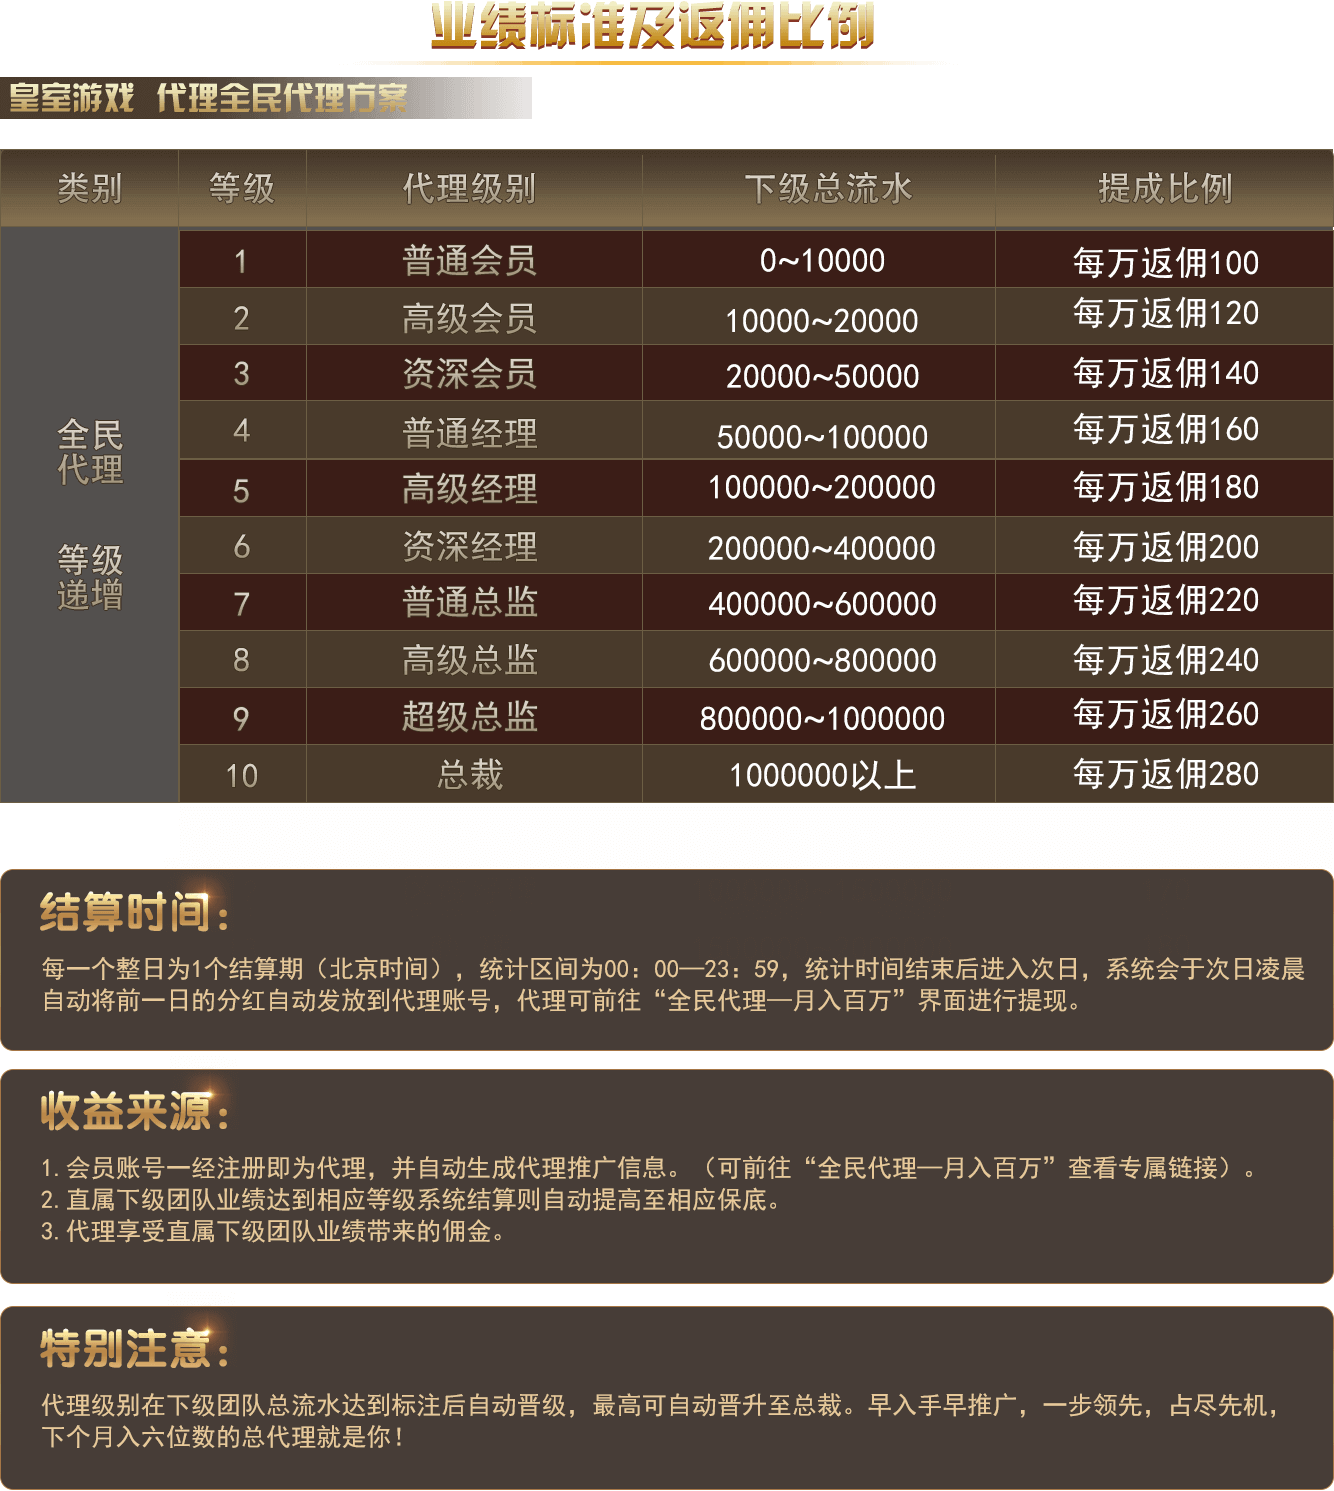 业绩标准及返佣比例
皇室游戏 代理全民代理方案
类别 等级 代理级别 下级总流水 提成比例
1 普通会员 0~10000 每万返佣100
2 高级会员 10000~20000 每万返佣120
3 资深会员 20000~50000 每万返佣140
4 普通经理 50000~100000 每万返佣160
5 高级经理 100000~200000 每万返佣180
6 资深经理 200000~400000 每万返佣200
7 普通总监 400000~600000 每万返佣220
8 高级总监 600000~800000 每万返佣240
9 超级总监 800000~1000000 每万返佣260
10 总裁 1000000以上 每万返佣280
全民
代理
等级
递增
结算时间：
每一个整日为1个结算期（北京时间），统计区间为00：00—23：59，统计时间结束后进入次日，系统会于次日凌晨
自动将前一日的分红自动发放到代理账号，代理可前往“全民代理—月入百万”界面进行提现。
收益来源：
1.会员账号一经注册即为代理，并自动生成代理推广信息。（可前往“全民代理—月入百万”查看专属链接）。
2.直属下级团队业绩达到相应等级系统结算则自动提高至相应保底。
3.代理享受直属下级团队业绩带来的佣金。
特别注意：
代理级别在下级团队总流水达到标注后自动晋级，最高可自动晋升至总裁。早入手早推广，一步领先，占尽先机，
下个月入六位数的总代理就是你！